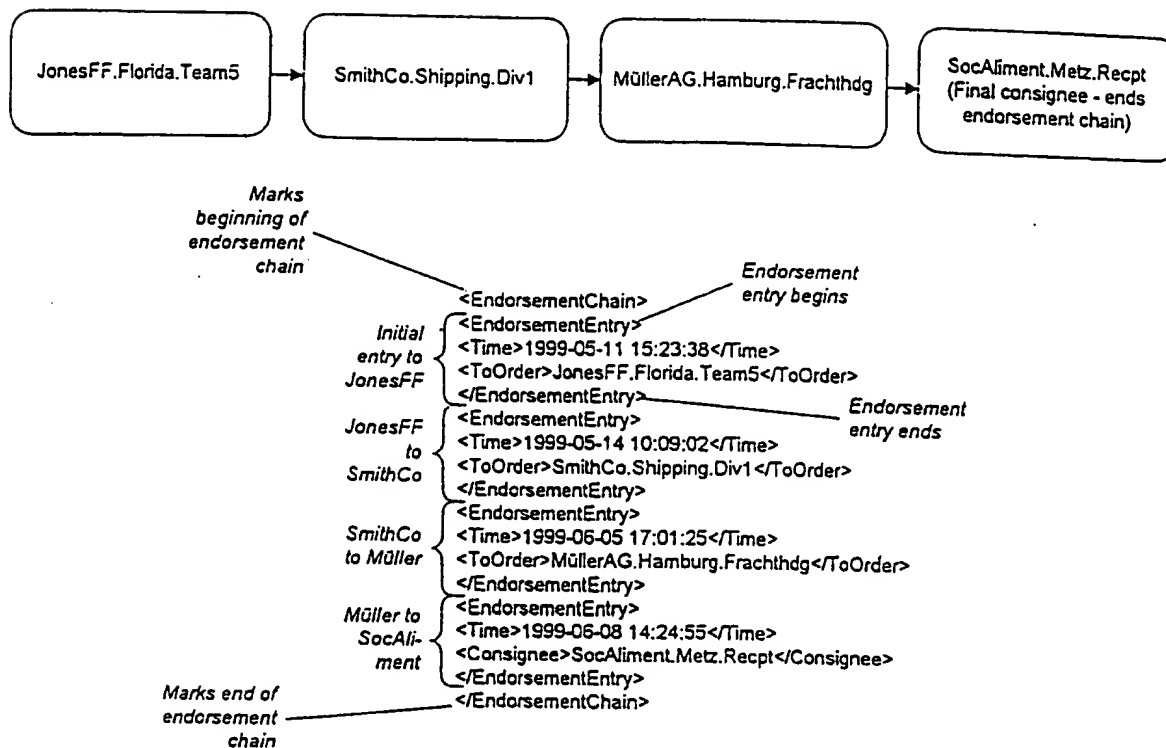 JonesFF.Florida.Team5
SmithCo.Shipping.Div1
MüllerAG.Hamburg.Frachthdg
SocAliment.Metz.Recpt
(Final consignee - ends
endorsement chain)
Marks
beginning of
endorsement
chain
Endorsement
entry begins
<EndorsementChain>
Initial
entry to
JonesFF
<EndorsementEntry>
<Time>1999-05-11 15:23:38</Time>
<ToOrder>JonesFF.Florida.Team5</ToOrder>
</EndorsementEntry>
Endorsement
entry ends
JonesFF
to
SmithCo
<EndorsementEntry>
<Time>1999-05-14 10:09:02</Time>
<ToOrder>SmithCo.Shipping.Div1</ToOrder>
</EndorsementEntry>
SmithCo
to Müller
<EndorsementEntry>
<Time>1999-06-05 17:01:25</Time>
<ToOrder>MüllerAG.Hamburg.Frachthdg</ToOrder>
</EndorsementEntry>
Müller to
SocAli-
ment
<EndorsementEntry>
<Time>1999-06-08 14:24:55</Time>
<Consignee>SocAliment.Metz.Recpt</Consignee>
</EndorsementEntry>
</EndorsementChain>
Marks end of
endorsement
chain